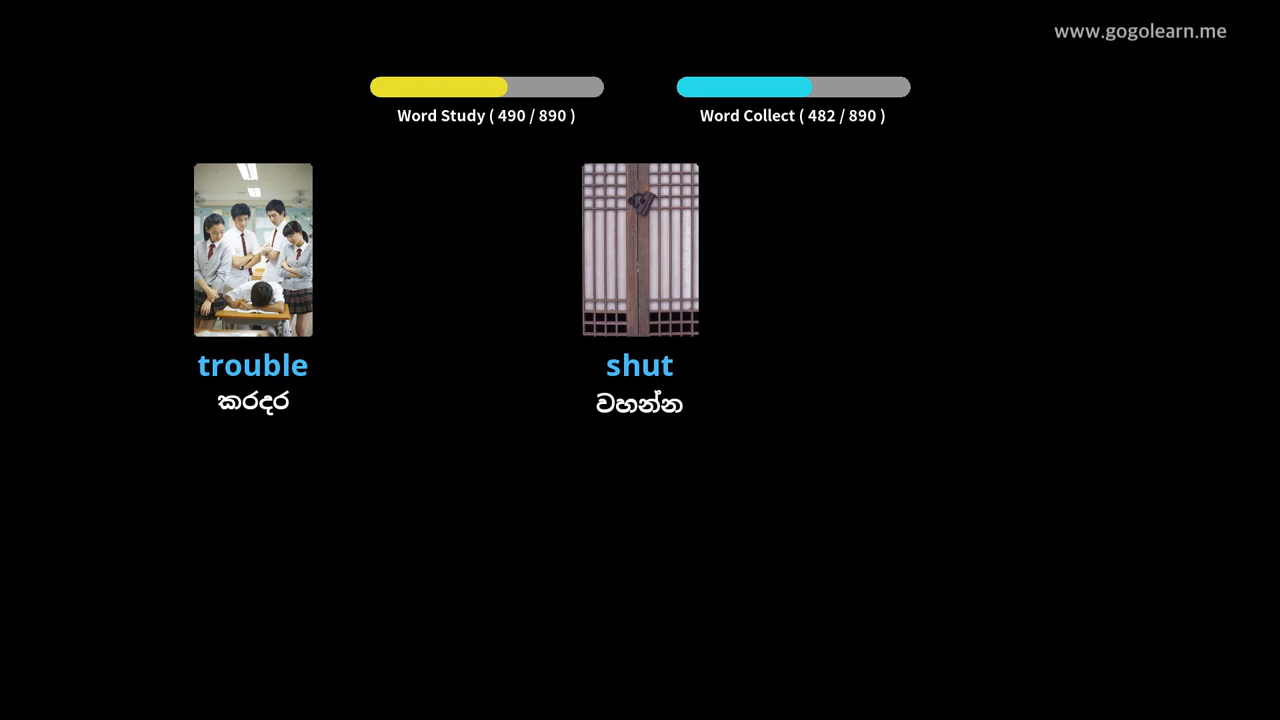 www.gogolearn.me
Word Study ( 490 / 890 )
Word Collect ( 482 / 890 )
trouble
කරදර
shut
වහන්න